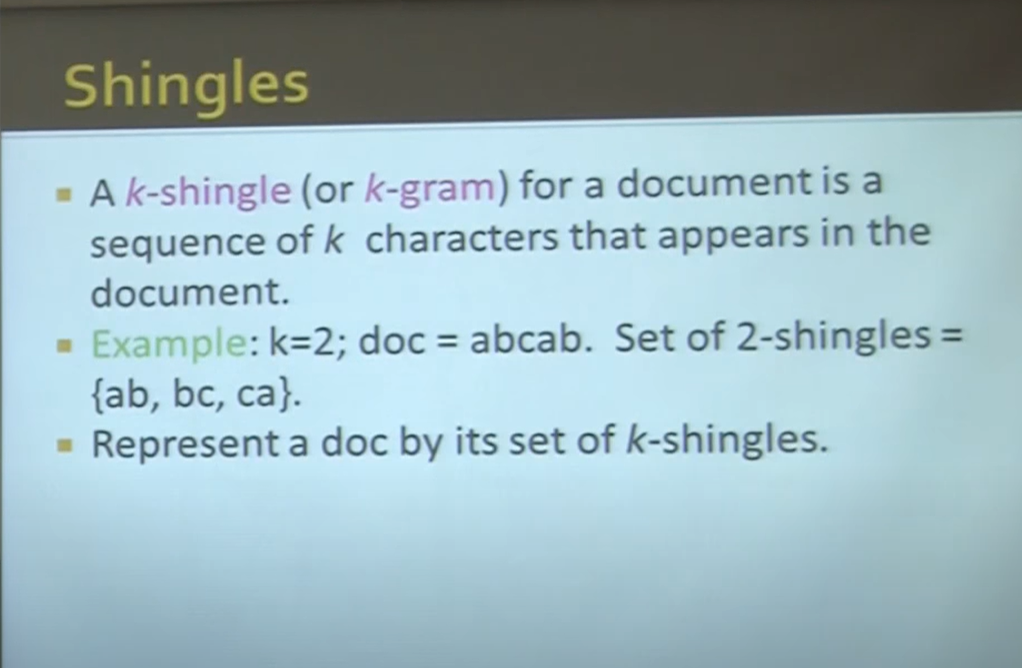 Shingles
▪ A k-shingle (or k-gram) for a document is a
sequence of k characters that appears in the
document.
▪ Example: k=2; doc = abcab. Set of 2-shingles =
{ab, bc, ca}.
▪ Represent a doc by its set of k-shingles.